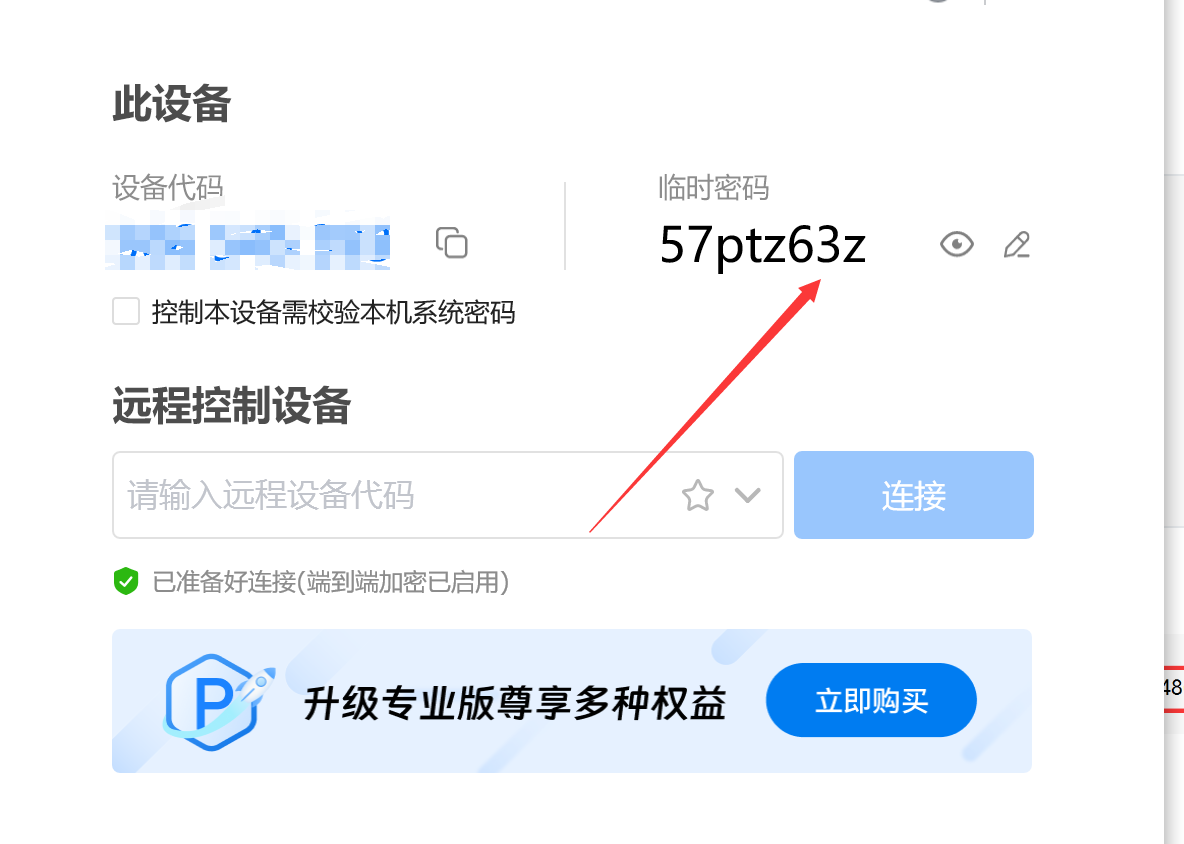 此设备
设备代码
临时密码
57ptz63z
控制本设备需校验本机系统密码
远程控制设备
请输入远程设备代码
连接
已准备好连接(端到端加密已启用)
升级专业版尊享多种权益
立即购买
48